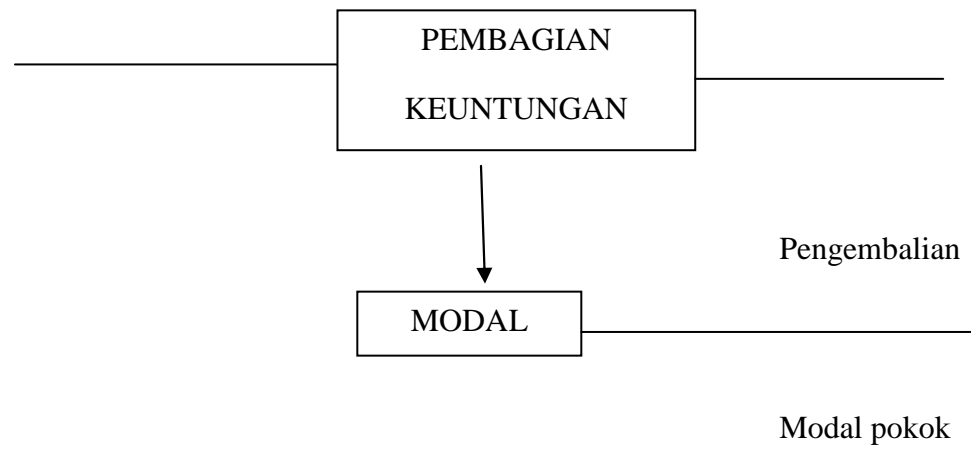 PEMBAGIAN
KEUNTUNGAN
Pengembalian
MODAL
Modal pokok